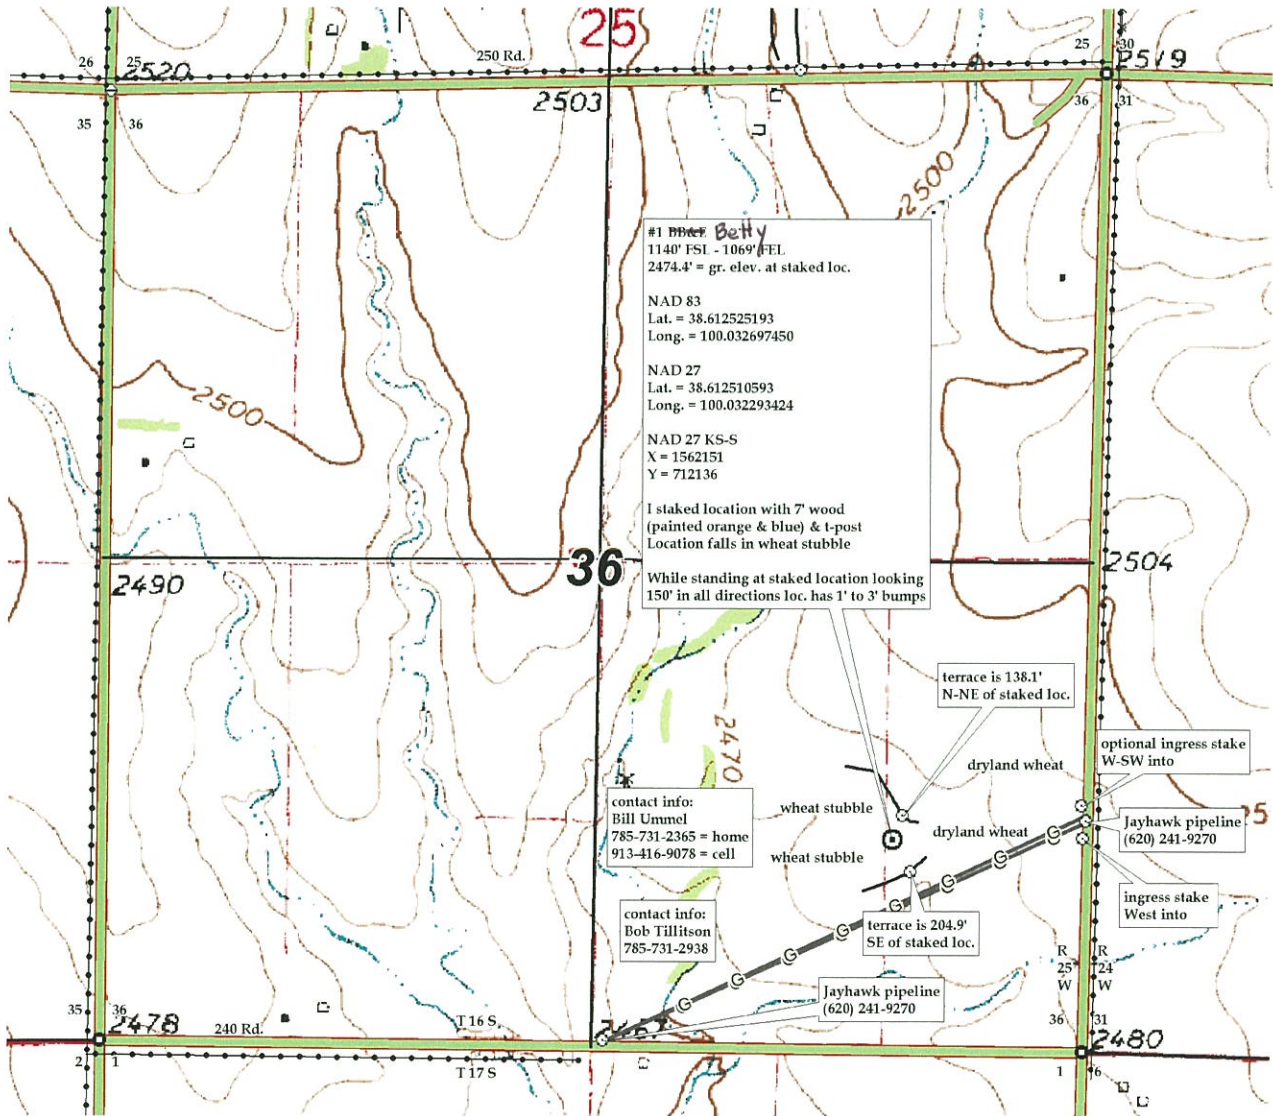 25
25
30
26
25
2520
250 Rd.
2519
2503
36
31
35
36
2500
#1 BB&E Betty
1140' FSL - 1069' FEL
2474.4' = gr. elev. at staked loc.
NAD 83
Lat. = 38.612525193
Long. = 100.032697450
NAD 27
Lat. = 38.612510593
Long. = 100.032293424
2500
NAD 27 KS-S
X = 1562151
Y = 712136
I staked location with 7' wood
(painted orange & blue) & t-post
Location falls in wheat stubble
While standing at staked location looking
150' in all directions loc. has 1' to 3' bumps
36
2504
2490
terrace is 138.1'
N-NE of staked loc.
2470
optional ingress stake
W-SW into
dryland wheat
contact info:
Bill Ummel
785-731-2365 = home
913-416-9078 = cell
wheat stubble
25
Jayhawk pipeline
(620) 241-9270
dryland wheat
wheat stubble
G
G
G
G
G
G
G
G
ingress stake
West into
contact info:
Bob Tillitson
785-731-2938
terrace is 204.9'
SE of staked loc.
R
25
W
R
24
W
Jayhawk pipeline
(620) 241-9270
35
36
2478
240 Rd.
T 16 S.
36
31
2480
2
1
T 17 S.
1
6